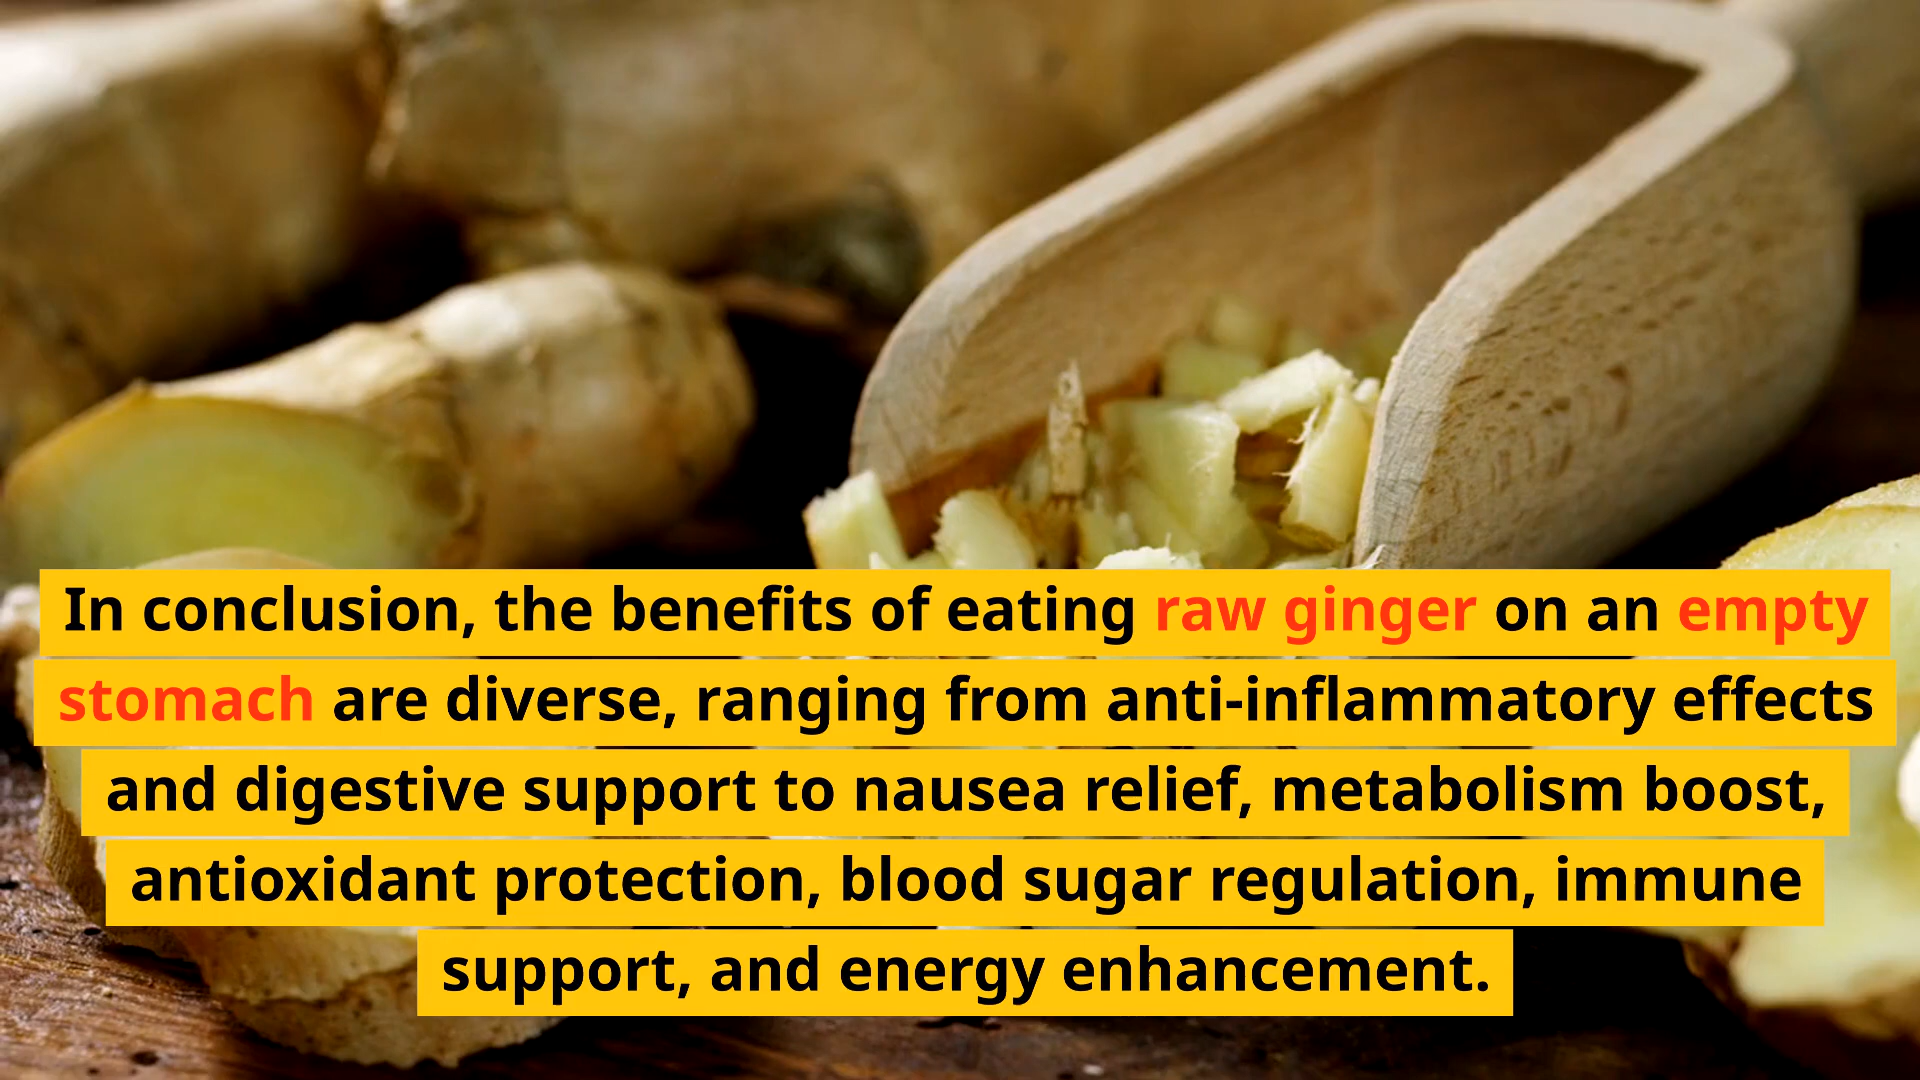 In conclusion, the benefits of eating raw ginger on an empty
stomach are diverse, ranging from anti-inflammatory effects
and digestive support to nausea relief, metabolism boost,
antioxidant protection, blood sugar regulation, immune
support, and energy enhancement.